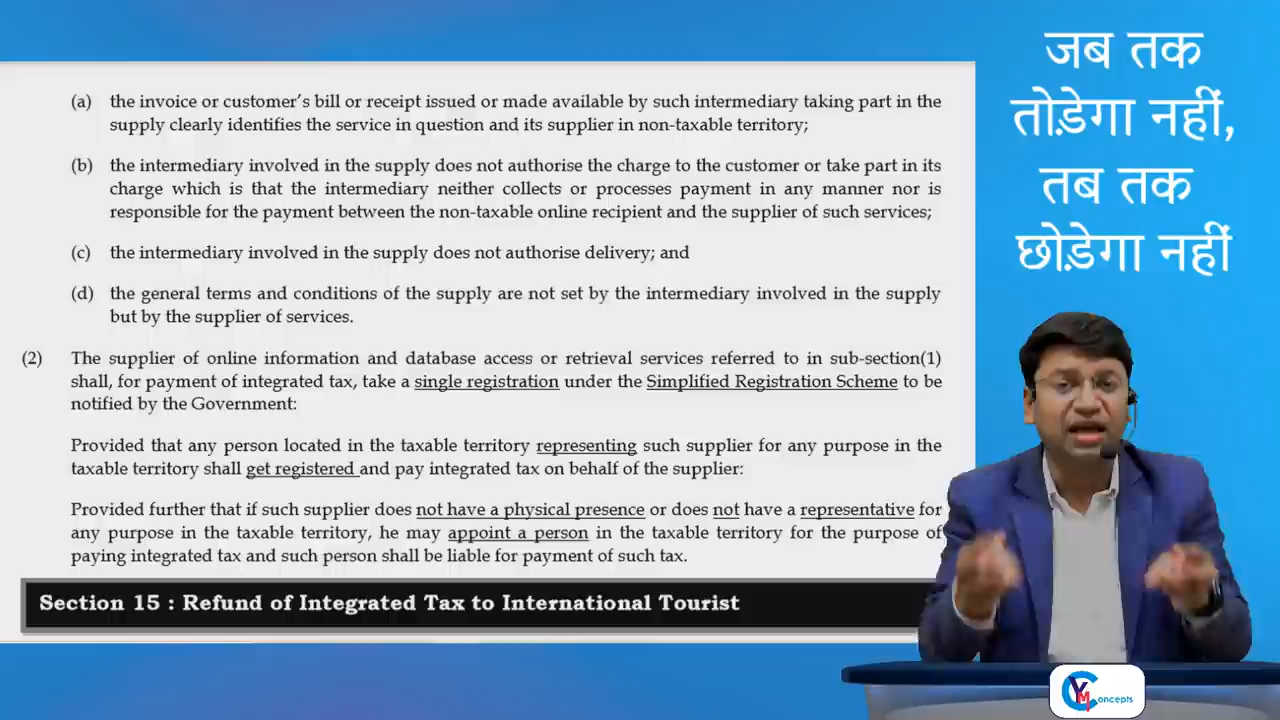 (a) the invoice or customer’s bill or receipt issued or made available by such intermediary taking part in the
supply clearly identifies the service in question and its supplier in non-taxable territory;
(b) the intermediary involved in the supply does not authorise the charge to the customer or take part in its
charge which is that the intermediary neither collects or processes payment in any manner nor is
responsible for the payment between the non-taxable online recipient and the supplier of such services;
(c) the intermediary involved in the supply does not authorise delivery; and
(d) the general terms and conditions of the supply are not set by the intermediary involved in the supply
but by the supplier of services.
(2) The supplier of online information and database access or retrieval services referred to in sub-section(1)
shall, for payment of integrated tax, take a single registration under the Simplified Registration Scheme to be
notified by the Government:
Provided that any person located in the taxable territory representing such supplier for any purpose in the
taxable territory shall get registered and pay integrated tax on behalf of the supplier:
Provided further that if such supplier does not have a physical presence or does not have a representative for
any purpose in the taxable territory, he may appoint a person in the taxable territory for the purpose of
paying integrated tax and such person shall be liable for payment of such tax.
Section 15 : Refund of Integrated Tax to International Tourist
जब तक
तोड़ेगा नहीं,
तब तक
छोड़ेगा नहीं
YM Concepts